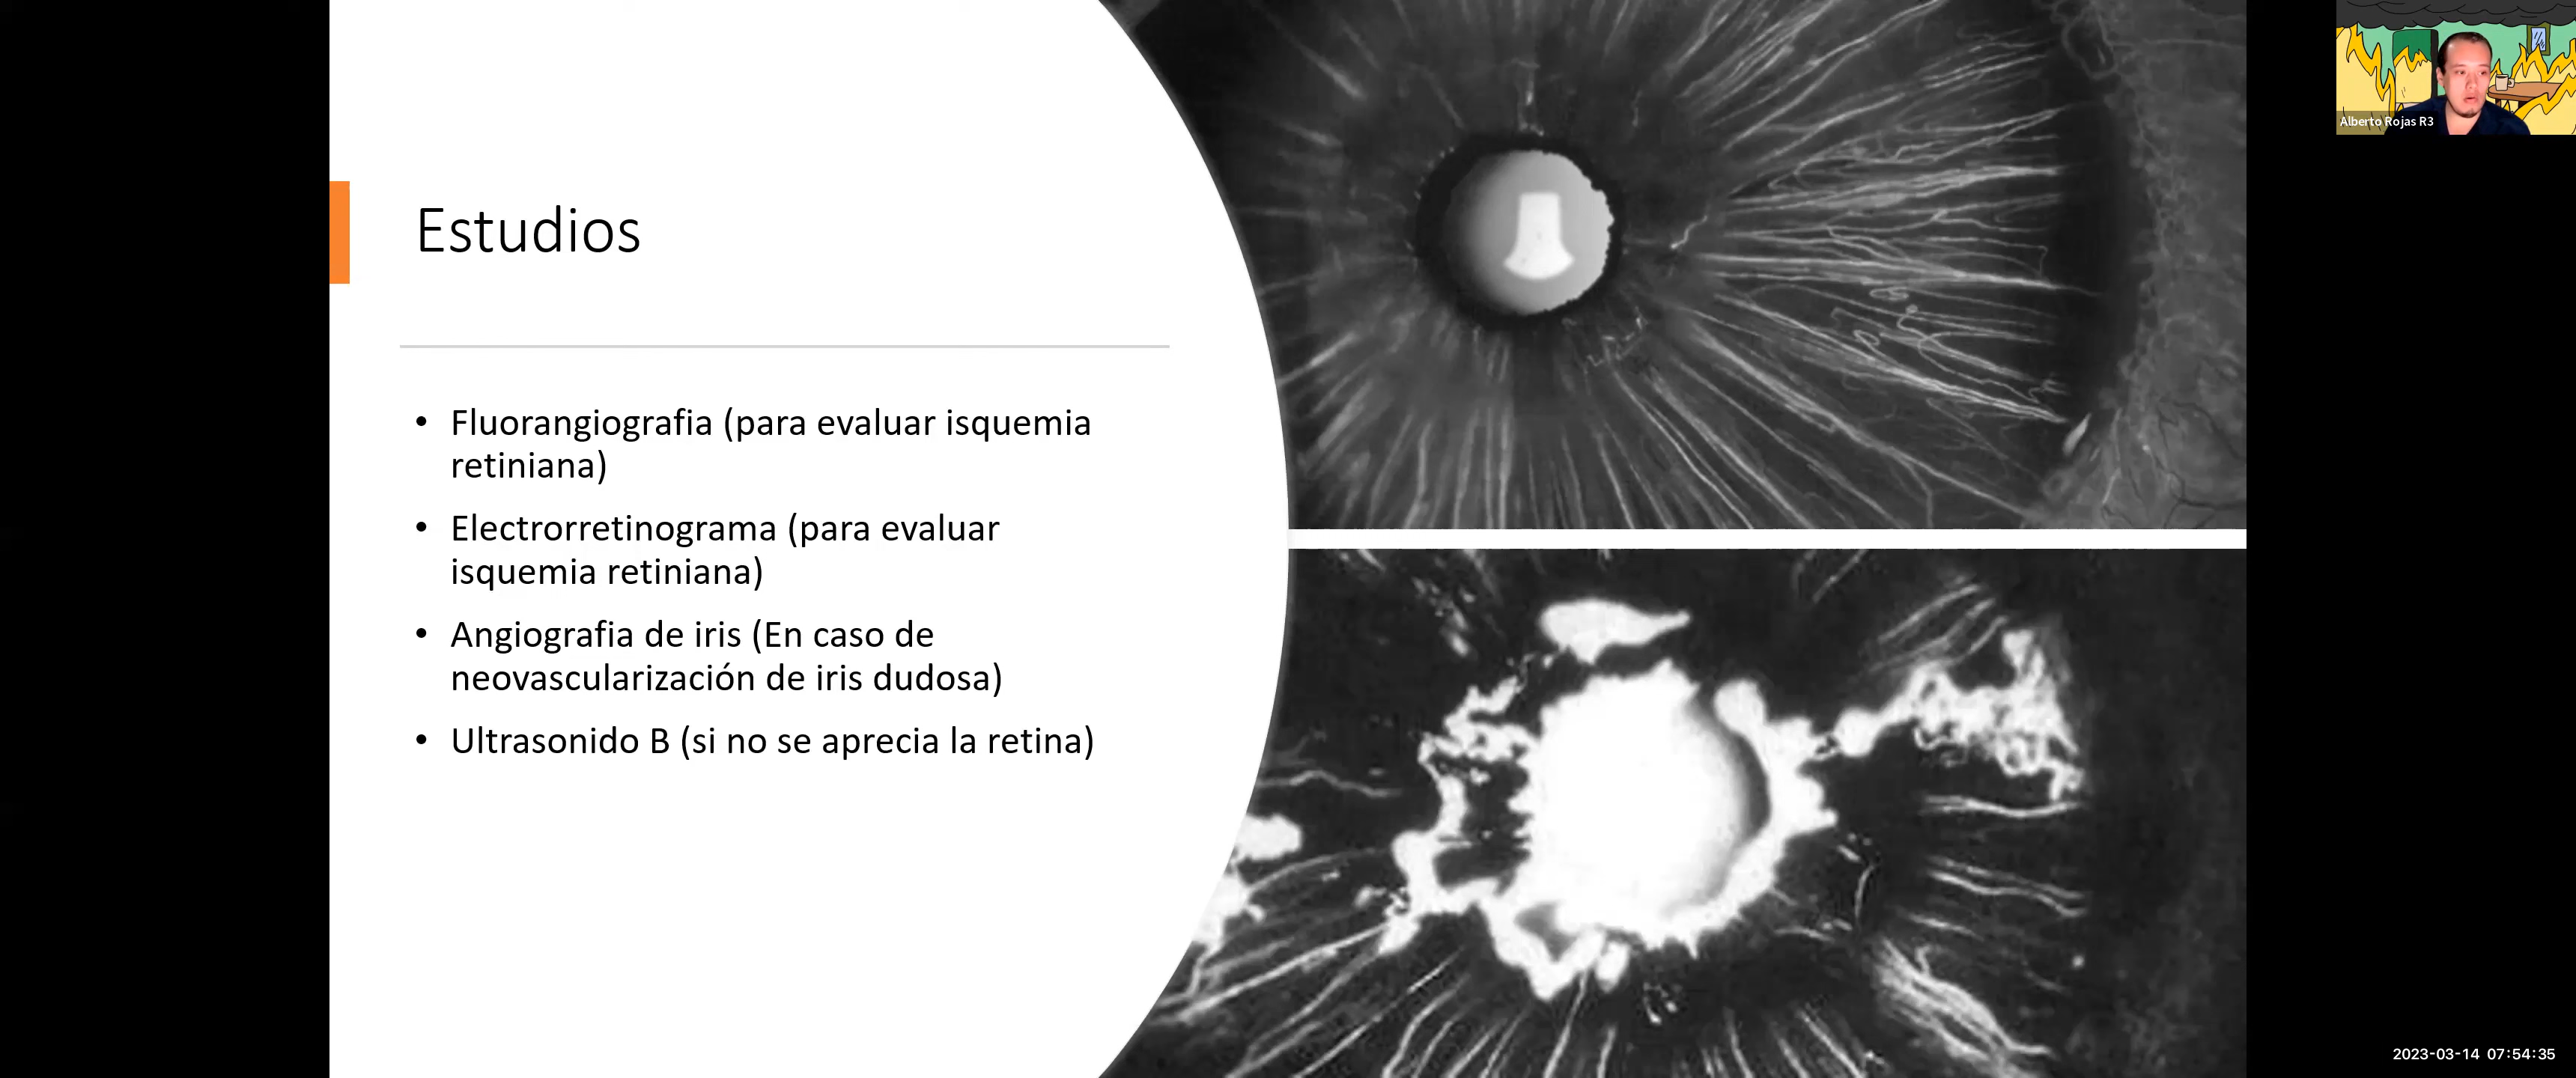 Estudios
• Fluorangiografia (para evaluar isquemia
retiniana)
• Electrorretinograma (para evaluar
isquemia retiniana)
• Angiografia de iris (En caso de
neovascularización de iris dudosa)
• Ultrasonido B (si no se aprecia la retina)
Alberto Rojas R3
2023-03-14 07:54:35